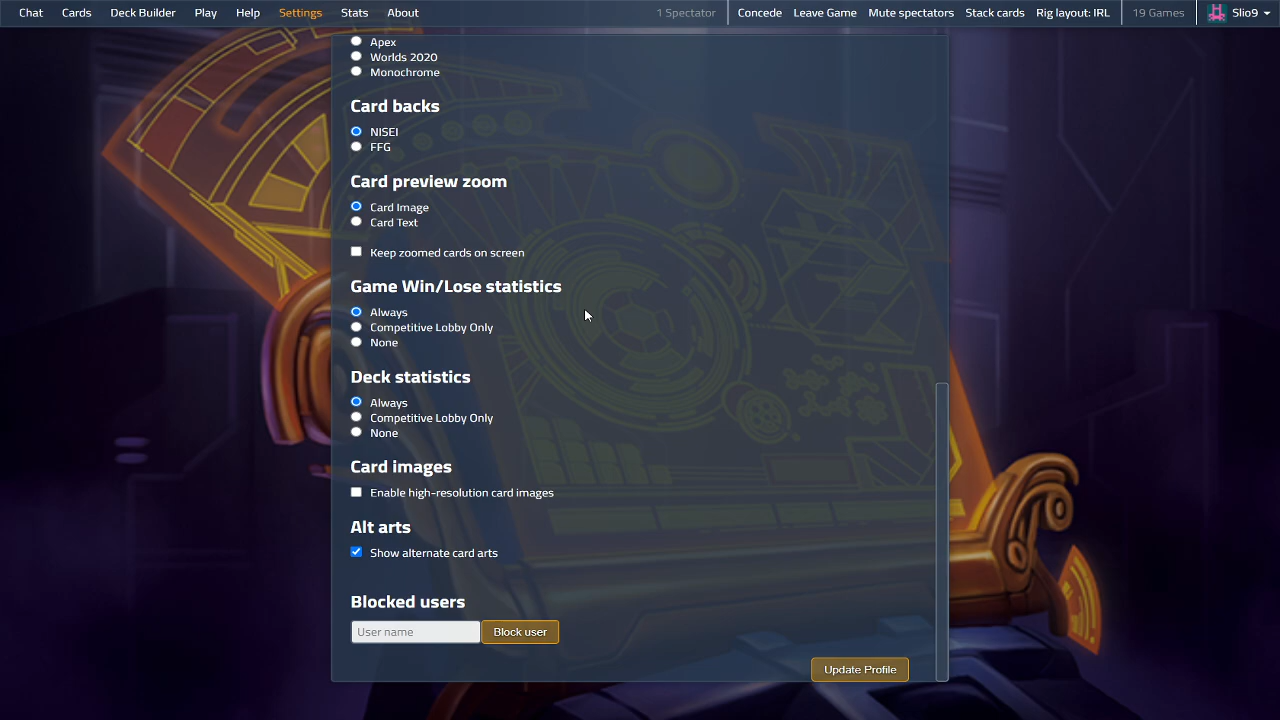 Chat Cards Deck Builder Play Help Settings Stats About 1 Spectator Concede Leave Game Mute spectators Stack cards Rig layout: IRL 19 Games Slio9
Apex
Worlds 2020
Monochrome
Card backs
NISEI
FFG
Card preview zoom
Card Image
Card Text
Keep zoomed cards on screen
Game Win/Lose statistics
Always
Competitive Lobby Only
None
Deck statistics
Always
Competitive Lobby Only
None
Card images
Enable high-resolution card images
Alt arts
Show alternate card arts
Blocked users
User name Block user
Update Profile